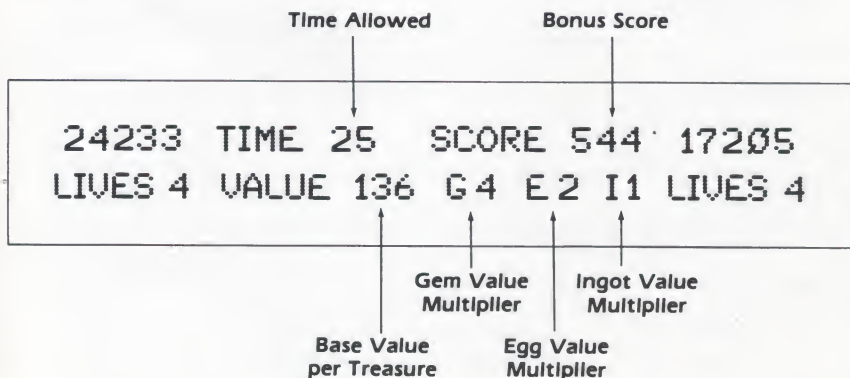 Time Allowed Bonus Score
24233 TIME 25 SCORE 544 172Ø5
LIVES 4 VALUE 136 G4 E2 I1 LIVES 4
Gem Value Ingot Value
Multiplier Multiplier
Base Value Egg Value
per Treasure Multiplier